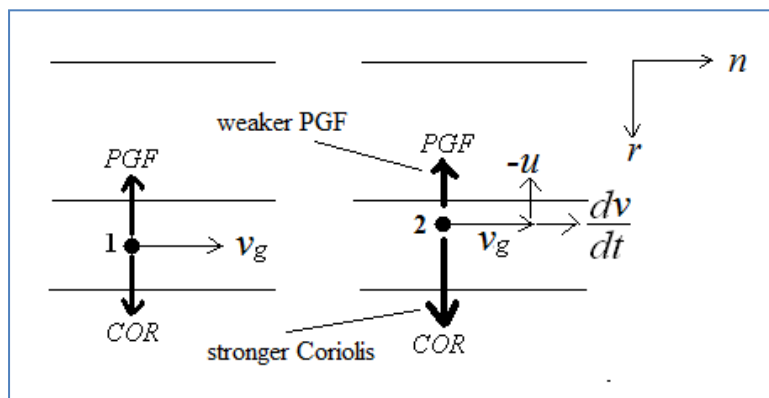 n
r
weaker PGF
PGF
PGF
-u
1
v_g
2
v_g
dv
dt
COR
COR
stronger Coriolis